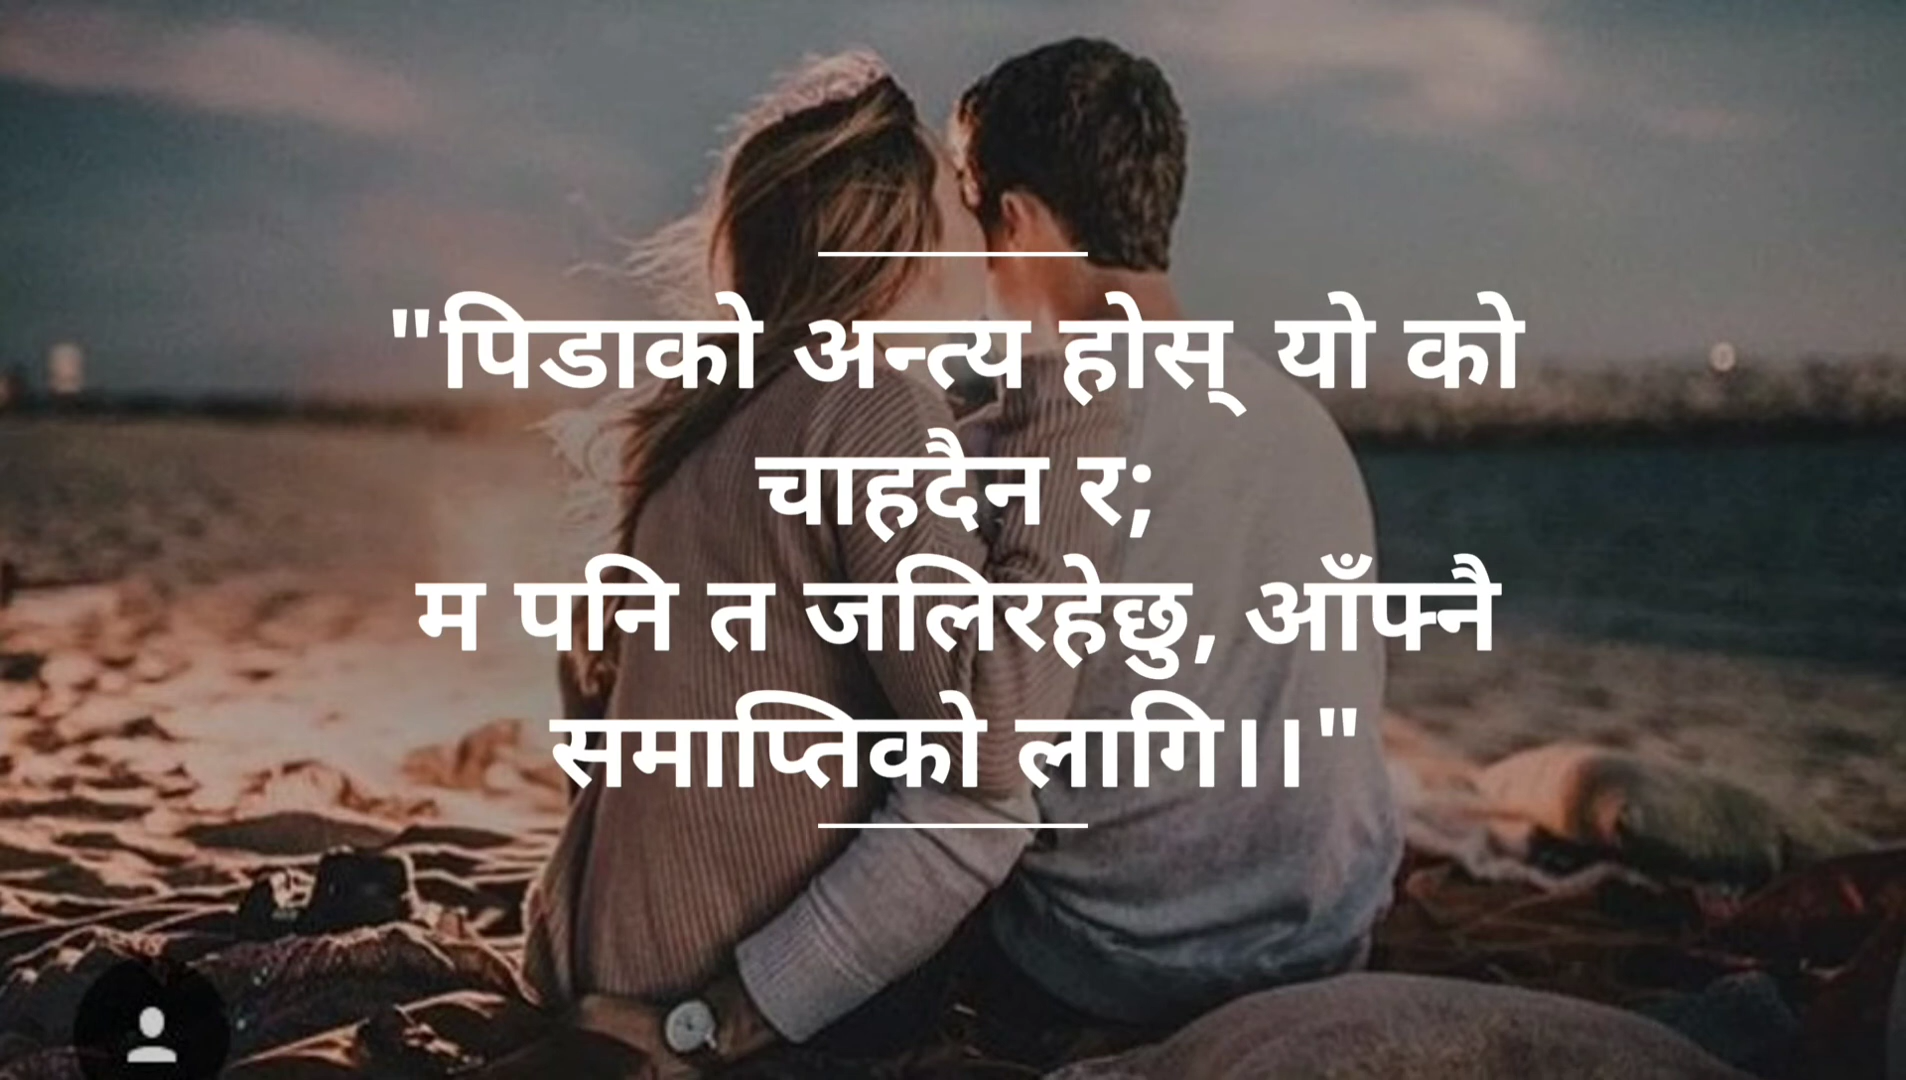 "पिडाको अन्त्य होस् यो को
चाहदैन र;
म पनि त जलिरहेछु, आँफ्नै
समाप्तिको लागि।।"